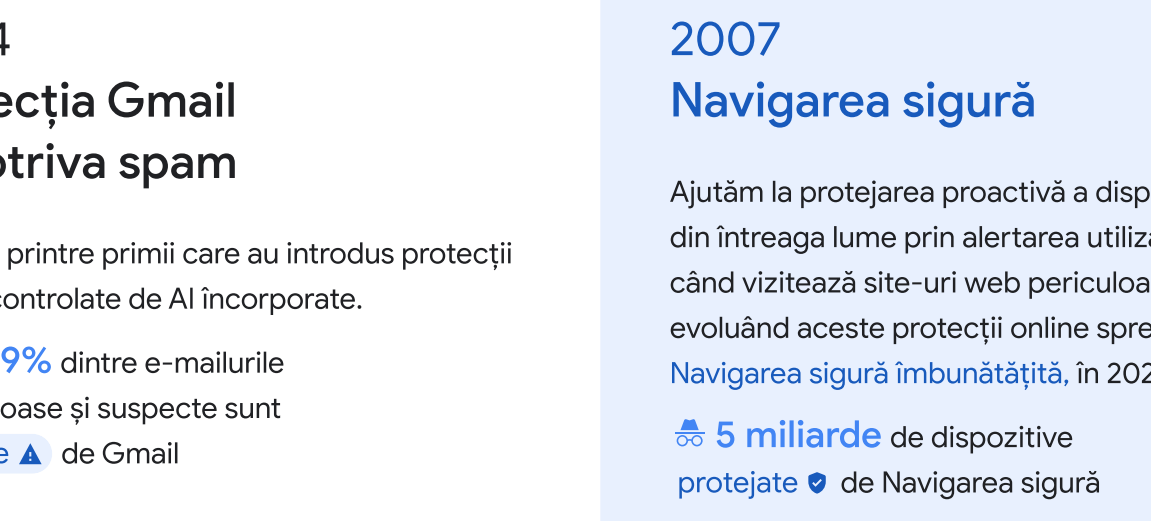 4
ecția Gmail
otriva spam
printre primii care au introdus protecții
controlate de AI încorporate.
9% dintre e-mailurile
oase și suspecte sunt
e de Gmail
2007
Navigarea sigură
Ajutăm la protejarea proactivă a disp
din întreaga lume prin alertarea utiliza
când vizitează site-uri web periculoa
evoluând aceste protecții online spre
Navigarea sigură îmbunătățită, în 202
5 miliarde de dispozitive
protejate de Navigarea sigură